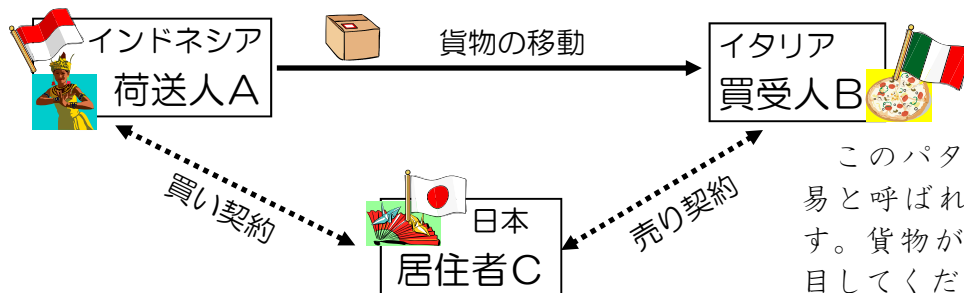 インドネシア
荷送人A
貨物の移動
イタリア
買受人B
買い契約
売り契約
日本
居住者C
このパタ
易と呼ばれ
す。貨物が
目してくだ